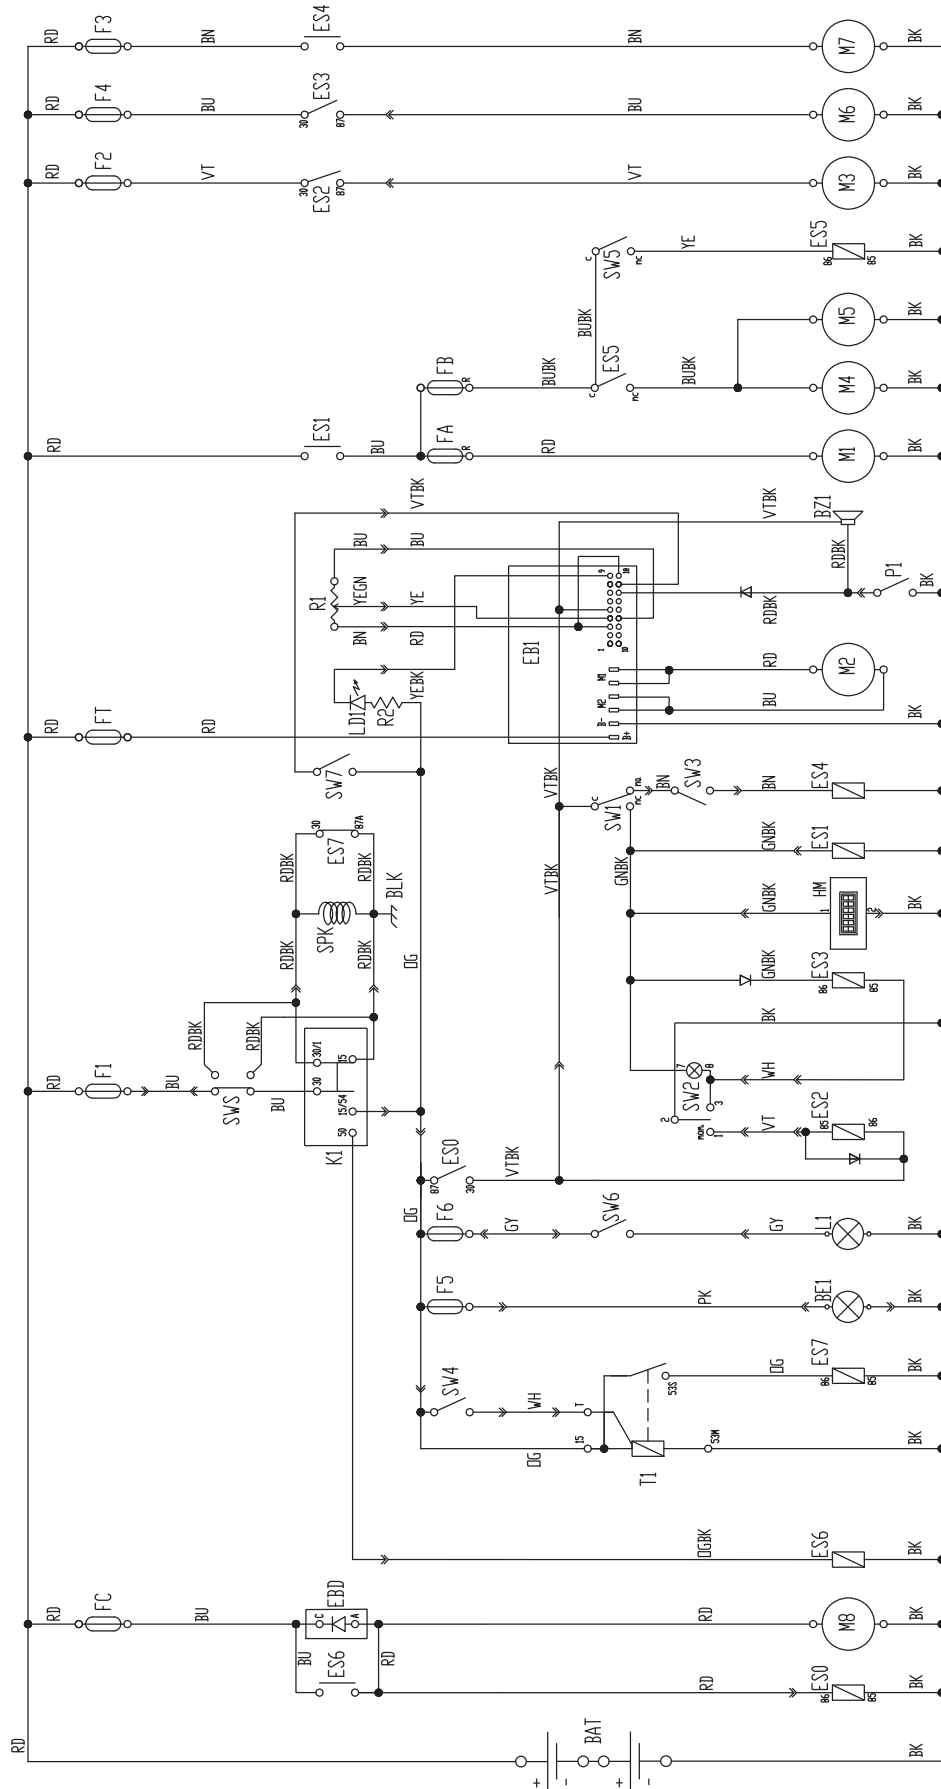 RD
F3
BN
ES4
BN
M7
BK
RD
F4
BU
30
ES3
87
BU
M6
BK
RD
F2
VT
30
ES2
87
VT
M3
BK
c
SW5
nc
YE
86
ES5
85
BK
BUBK
M5
BK
FB
R
BUBK
c
ES5
nc
BUBK
M4
BK
RD
ES1
BU
FA
R
RD
M1
BK
VTBK
VTBK
BZ1
RDBK
BU
BU
R1
YEGN
YE
BN
RD
9
18
1
10
EB1
RDBK
P1
BK
LD1
R2
YEBK
M1
M2
B-
B+
RD
M2
BU
BK
RD
FT
RD
SW7
VTBK
c
SW1
no
nc
BN
SW3
BN
ES4
RDBK
30
ES7
87A
RDBK
VTBK
GNBK
GNBK
ES1
SPK
BLK
GNBK
1
HM
2
BK
RDBK
RDBK
OG
GNBK
86
ES3
85
RDBK
RDBK
BK
RD
F1
BU
SWS
BU
30/1
30
15
15/54
50
K1
7
8
SW2
WH
2
3
MOM.
1
VT
85
ES2
86
87
ES0
30
VTBK
OG
F6
GY
SW6
GY
L1
BK
F5
PK
BE1
BK
SW4
WH
T
53S
OG
86
ES7
85
BK
OG
15
T1
53M
BK
OGBK
ES6
BK
RD
FC
BU
C
EBD
A
RD
M8
BK
BU
ES6
RD
RD
86
ES0
85
BK
RD
+
-
BAT
+
-
BK